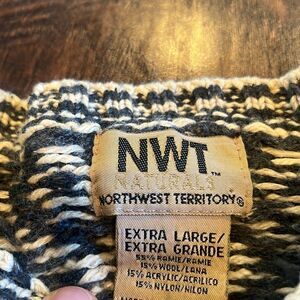 NWT™
NATURALS
NORTHWEST TERRITORY®
EXTRA LARGE/
EXTRA GRANDE
55% RAMIE/RAMIE
15% WOOL/LANA
15% ACRYLIC/ACRILICO
15% NYLON/NILON